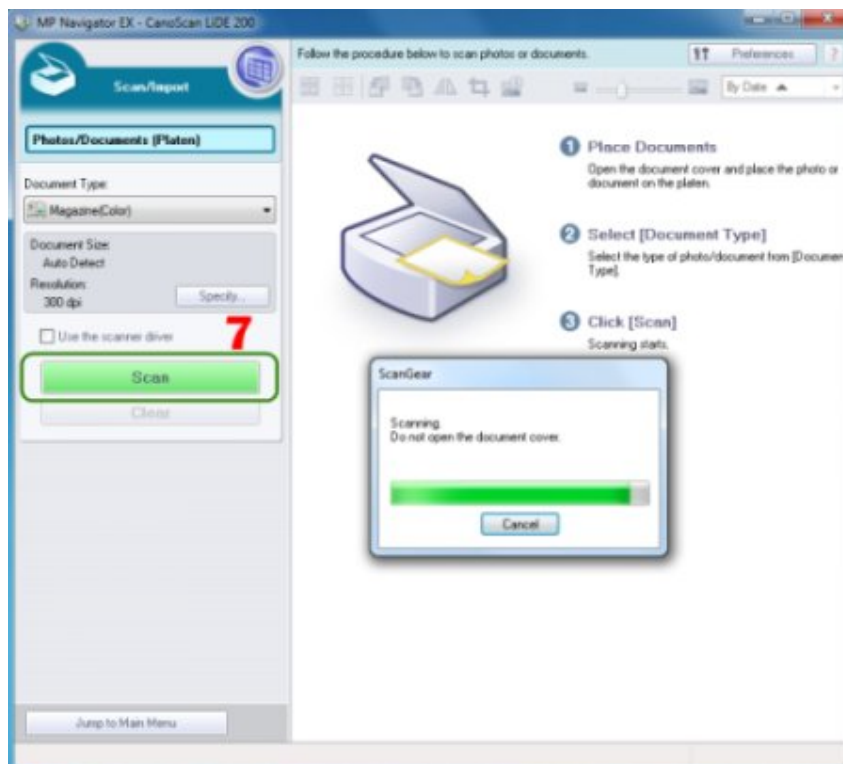 MP Navigator EX - CanoScan LiDE 200
Scan/Import
Photos/Documents (Platen)
Document Type:
Magazine(Color)
Document Size:
Auto Detect
Resolution:
300 dpi
Specify...
Use the scanner driver
7
Scan
Clear
Jump to Main Menu
Follow the procedure below to scan photos or documents.
Preferences
?
By Date
1 Place Documents
Open the document cover and place the photo or
document on the platen.
2 Select [Document Type]
Select the type of photo/document from [Documen
Type].
3 Click [Scan]
Scanning starts.
ScanGear
Scanning.
Do not open the document cover.
Cancel